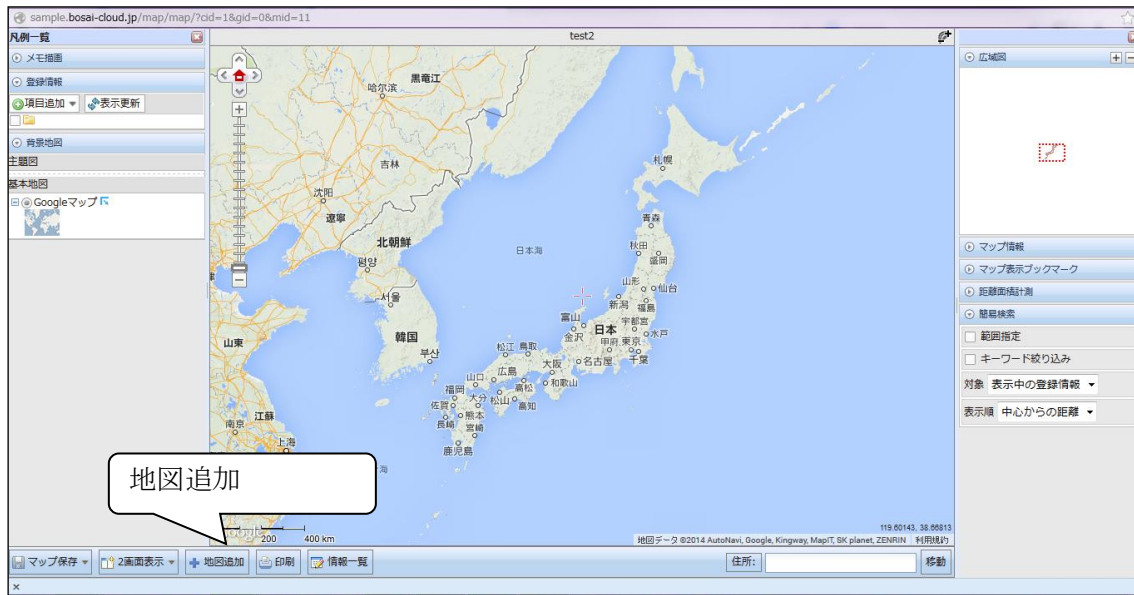 sample.bosai-cloud.jp/map/map/?cid=1&gid=0&mid=11
凡例一覧
メモ描画
登録情報
項目追加 表示更新
背景地図
主題図
基本地図
Googleマップ
test2
黒竜江
哈尔滨
吉林
沈阳
遼寧
北朝鮮
평양
서울
韓国
부산
山東
江蘇
南京
上海
海
日本海
札幌
青森
秋田
盛岡
山形
仙台
新潟
福島
富山
金沢
日本
宇都宮
水戸
甲府
東京
千葉
名古屋
松江
鳥取
大阪
和歌山
広島
山口
高松
福岡
大分
松山
高知
佐賀
熊本
長崎
宮崎
鹿児島
地図追加
Google
200 400 km
119.60143, 38.66813
地図データ ©2014 AutoNavi, Google, Kingway, MapIT, SK planet, ZENRIN 利用規約
マップ保存 2画面表示 地図追加 印刷 情報一覧 住所: 移動
×
広域図
マップ情報
マップ表示ブックマーク
距離面積計測
簡易検索
範囲指定
キーワード絞り込み
対象 表示中の登録情報
表示順 中心からの距離